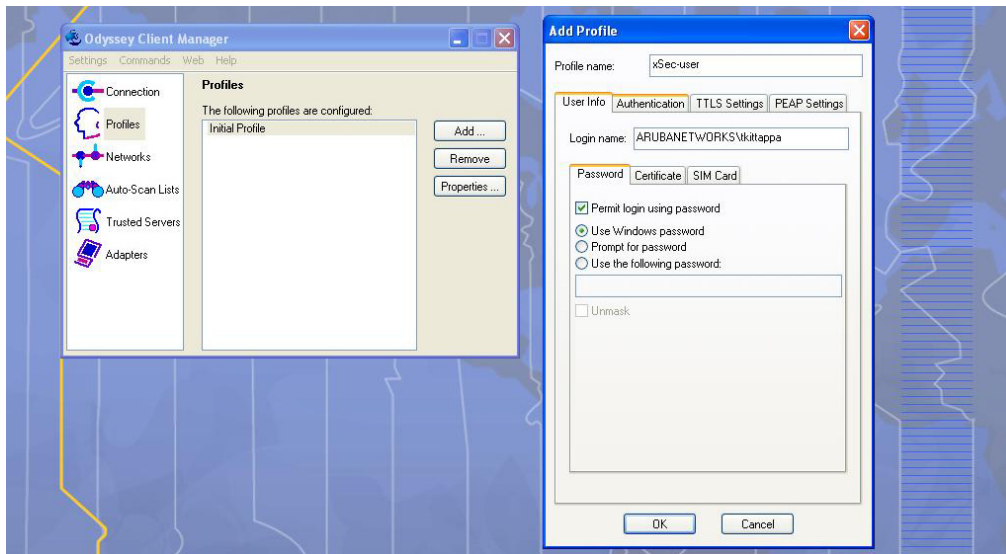 Odyssey Client Manager
Settings Commands Web Help
Connection
Profiles
Networks
Auto-Scan Lists
Trusted Servers
Adapters
Profiles
The following profiles are configured:
Initial Profile
Add ...
Remove
Properties ...
Add Profile
Profile name: xSec-user
User Info Authentication TTLS Settings PEAP Settings
Login name: ARUBANETWORKS\tkittappa
Password Certificate SIM Card
Permit login using password
Use Windows password
Prompt for password
Use the following password:
Unmask
OK Cancel